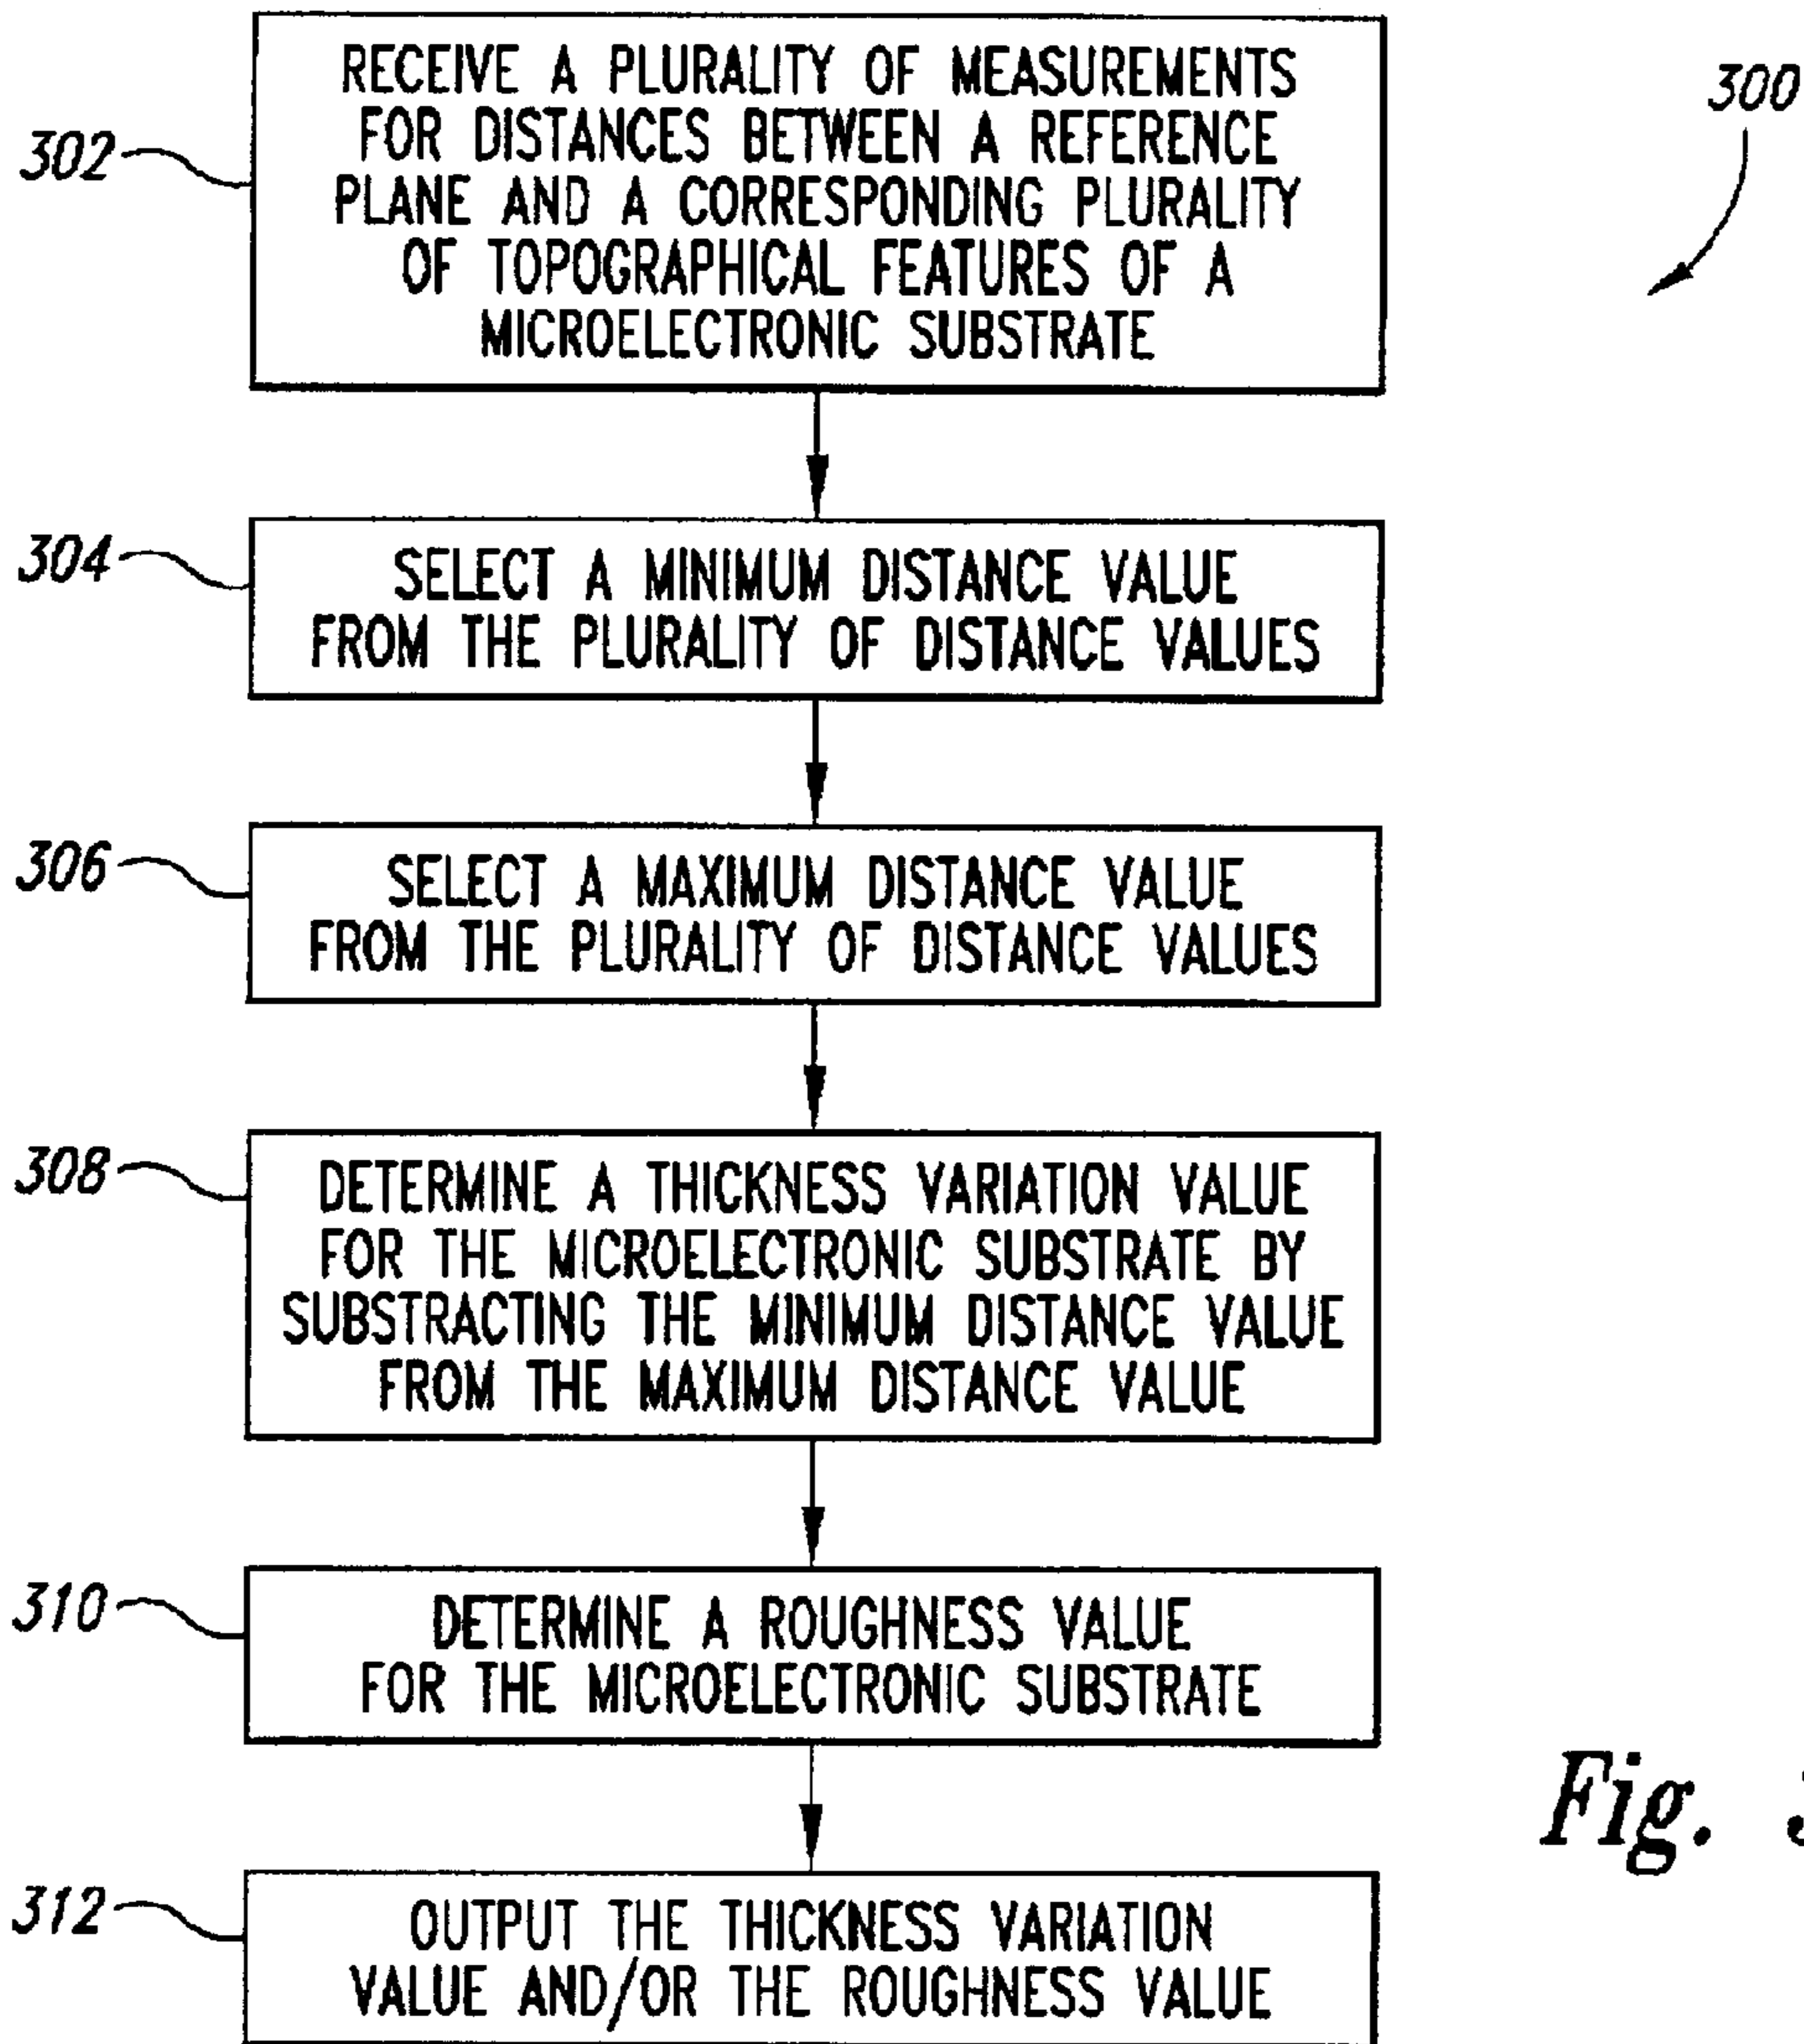 RECEIVE A PLURALITY OF MEASUREMENTS
FOR DISTANCES BETWEEN A REFERENCE
PLANE AND A CORRESPONDING PLURALITY
OF TOPOGRAPHICAL FEATURES OF A
MICROELECTRONIC SUBSTRATE
302
300
304
SELECT A MINIMUM DISTANCE VALUE
FROM THE PLURALITY OF DISTANCE VALUES
306
SELECT A MAXIMUM DISTANCE VALUE
FROM THE PLURALITY OF DISTANCE VALUES
308
DETERMINE A THICKNESS VARIATION VALUE
FOR THE MICROELECTRONIC SUBSTRATE BY
SUBSTRACTING THE MINIMUM DISTANCE VALUE
FROM THE MAXIMUM DISTANCE VALUE
310
DETERMINE A ROUGHNESS VALUE
FOR THE MICROELECTRONIC SUBSTRATE
Fig.
312
OUTPUT THE THICKNESS VARIATION
VALUE AND/OR THE ROUGHNESS VALUE